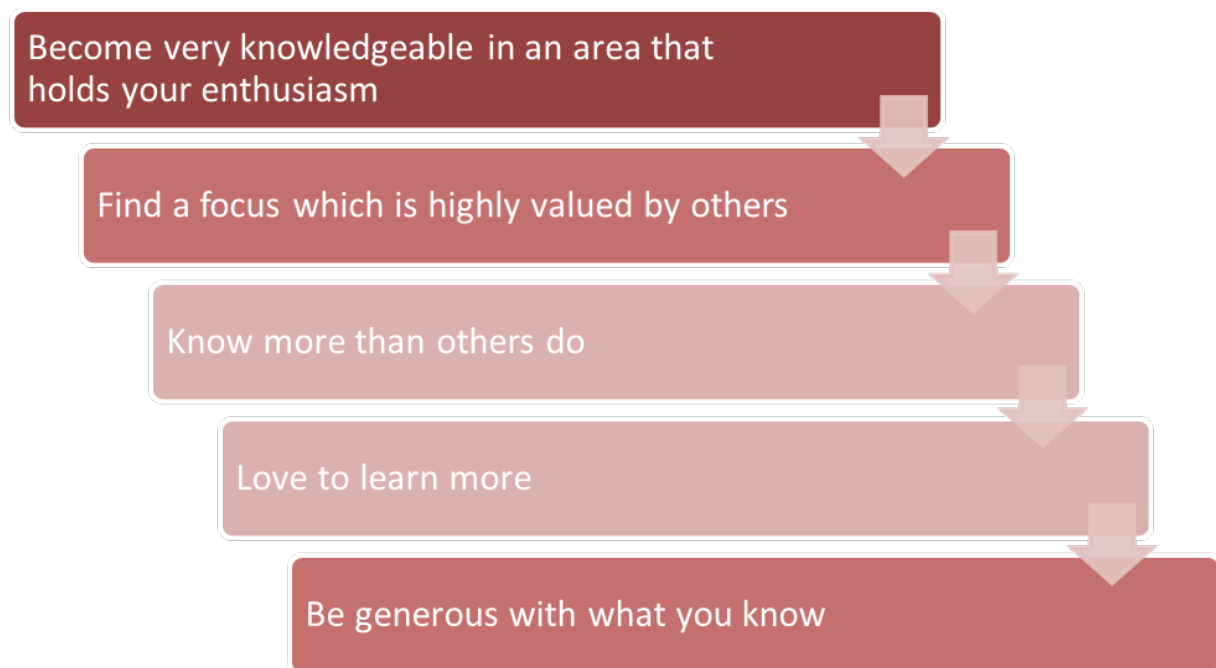 Become very knowledgeable in an area that
holds your enthusiasm
Find a focus which is highly valued by others
Know more than others do
Love to learn more
Be generous with what you know